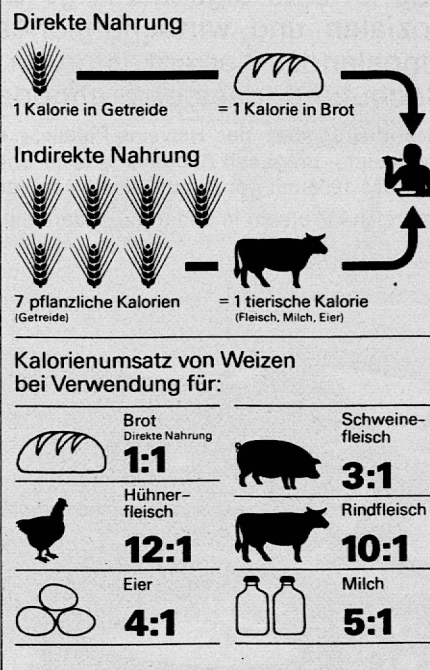 Direkte Nahrung
1 Kalorie in Getreide
= 1 Kalorie in Brot
Indirekte Nahrung
7 pflanzliche Kalorien
(Getreide)
= 1 tierische Kalorie
(Fleisch, Milch, Eier)
Kalorienumsatz von Weizen
bei Verwendung für:
Brot
Direkte Nahrung
1:1
Schweine-
fleisch
3:1
Hühner-
fleisch
12:1
Rindfleisch
10:1
Eier
4:1
Milch
5:1